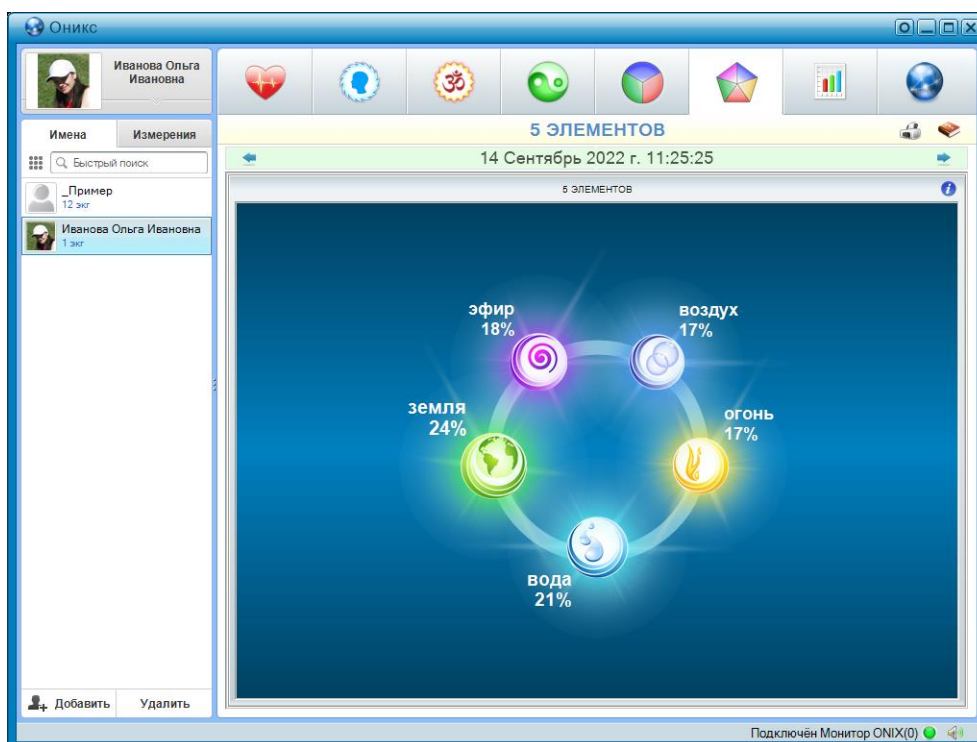 Оникс
Иванова Ольга
Ивановна
Имена
Измерения
Быстрый поиск
_Пример
12 экг
Иванова Ольга Ивановна
1 экг
Добавить
Удалить
5 ЭЛЕМЕНТОВ
14 Сентябрь 2022 г. 11:25:25
5 ЭЛЕМЕНТОВ
эфир
18%
воздух
17%
земля
24%
огонь
17%
вода
21%
Подключён Монитор ONIX(0)